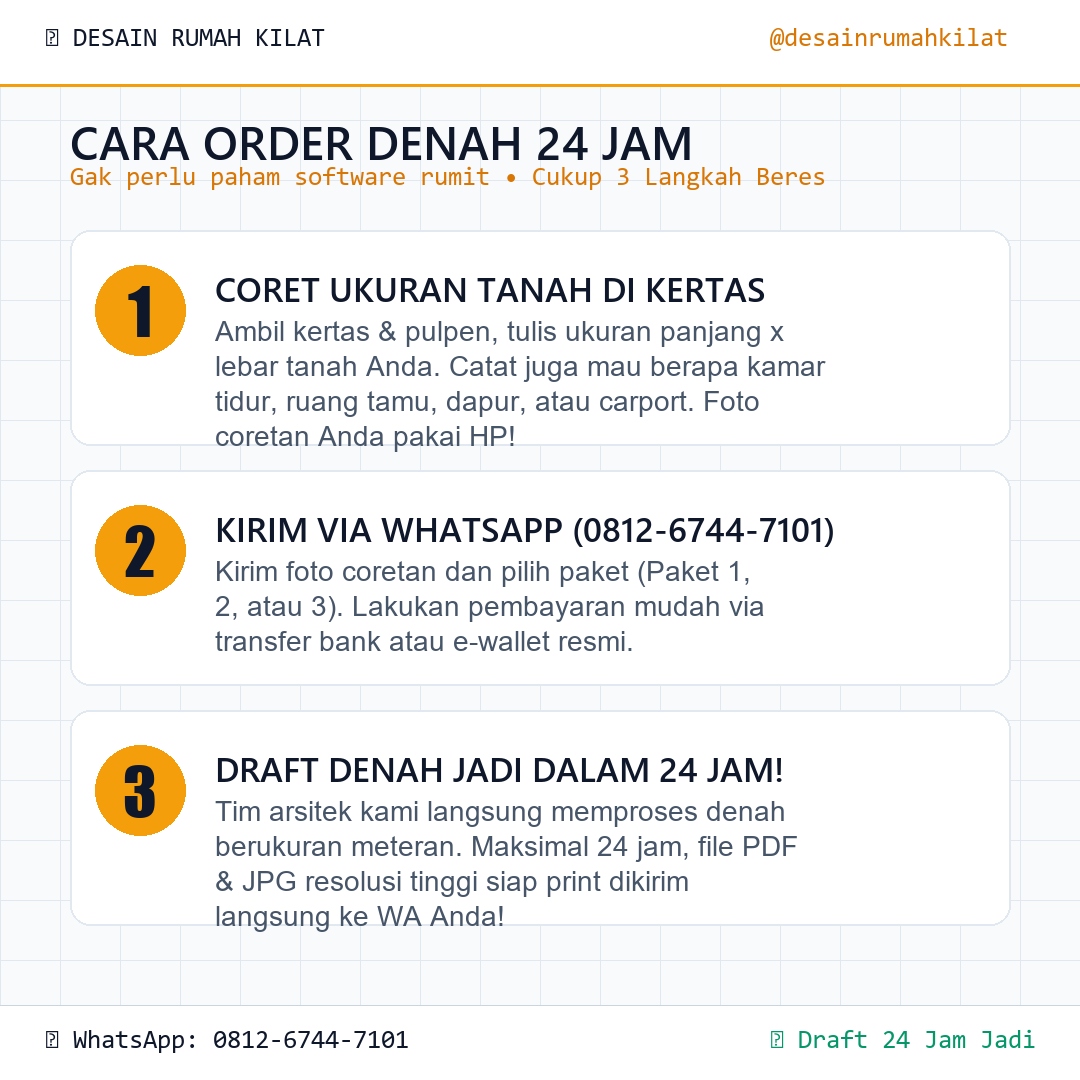 DESAIN RUMAH KILAT
@desainrumahkilat
CARA ORDER DENAH 24 JAM
Gak perlu paham software rumit • Cukup 3 Langkah Beres
1
CORET UKURAN TANAH DI KERTAS
Ambil kertas & pulpen, tulis ukuran panjang x
lebar tanah Anda. Catat juga mau berapa kamar
tidur, ruang tamu, dapur, atau carport. Foto
coretan Anda pakai HP!
2
KIRIM VIA WHATSAPP (0812-6744-7101)
Kirim foto coretan dan pilih paket (Paket 1,
2, atau 3). Lakukan pembayaran mudah via
transfer bank atau e-wallet resmi.
3
DRAFT DENAH JADI DALAM 24 JAM!
Tim arsitek kami langsung memproses denah
berukuran meteran. Maksimal 24 jam, file PDF
& JPG resolusi tinggi siap print dikirim
langsung ke WA Anda!
WhatsApp: 0812-6744-7101
Draft 24 Jam Jadi